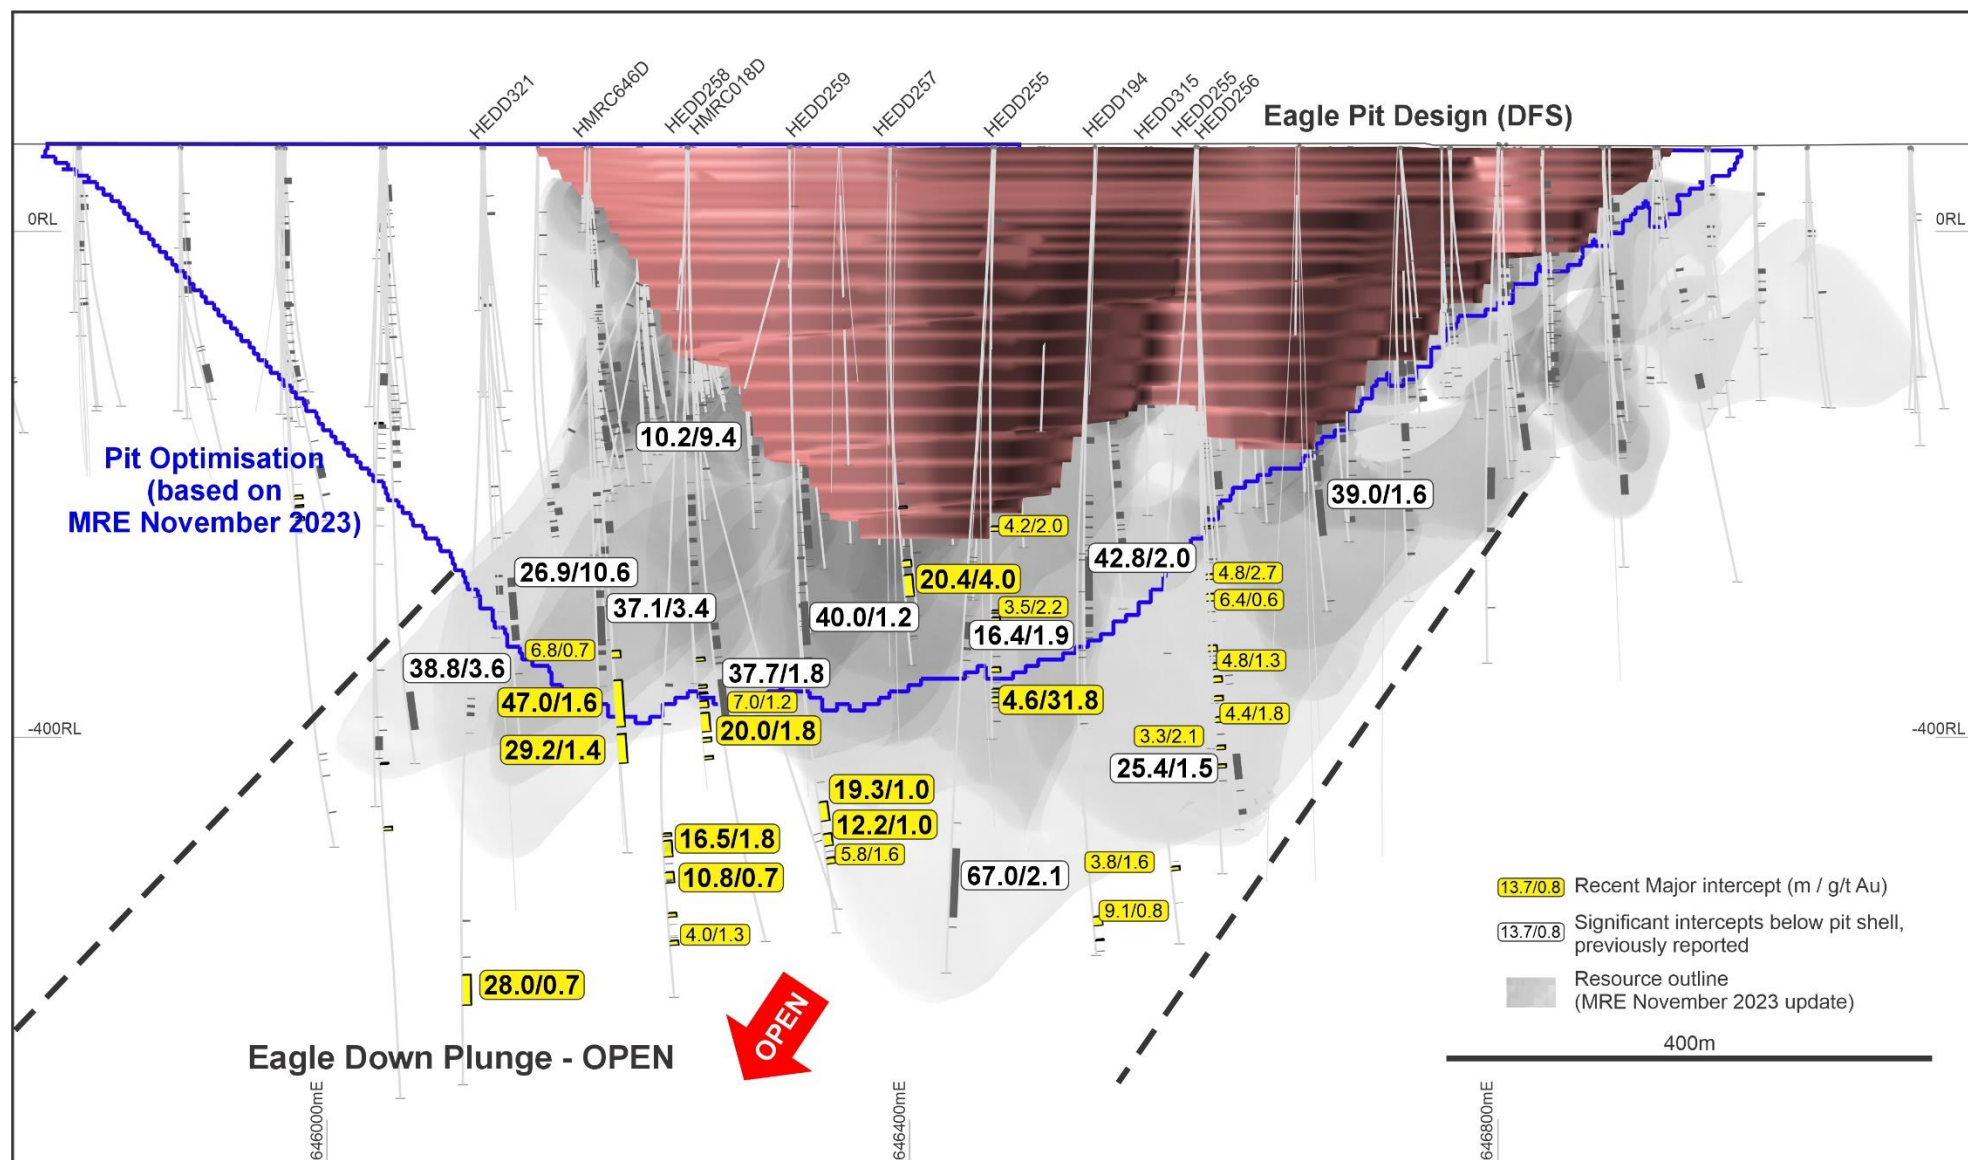 HEDD321
HMRC646D
HEDD258
HMRC018D
HEDD259
HEDD257
HEDD255
HEDD194
HEDD315
HEDD255
HEDD256
Eagle Pit Design (DFS)
0RL
0RL
10.2/9.4
Pit Optimisation
(based on
MRE November 2023)
39.0/1.6
4.2/2.0
42.8/2.0
26.9/10.6
20.4/4.0
4.8/2.7
6.4/0.6
37.1/3.4
40.0/1.2
3.5/2.2
16.4/1.9
6.8/0.7
38.8/3.6
37.7/1.8
4.8/1.3
47.0/1.6
7.0/1.2
4.6/31.8
4.4/1.8
-400RL
20.0/1.8
29.2/1.4
3.3/2.1
25.4/1.5
-400RL
19.3/1.0
12.2/1.0
16.5/1.8
5.8/1.6
10.8/0.7
67.0/2.1
3.8/1.6
9.1/0.8
4.0/1.3
28.0/0.7
13.7/0.8
Recent Major intercept (m / g/t Au)
13.7/0.8
Significant intercepts below pit shell,
previously reported
Resource outline
(MRE November 2023 update)
400m
OPEN
Eagle Down Plunge - OPEN
646000mE
646400mE
646800mE